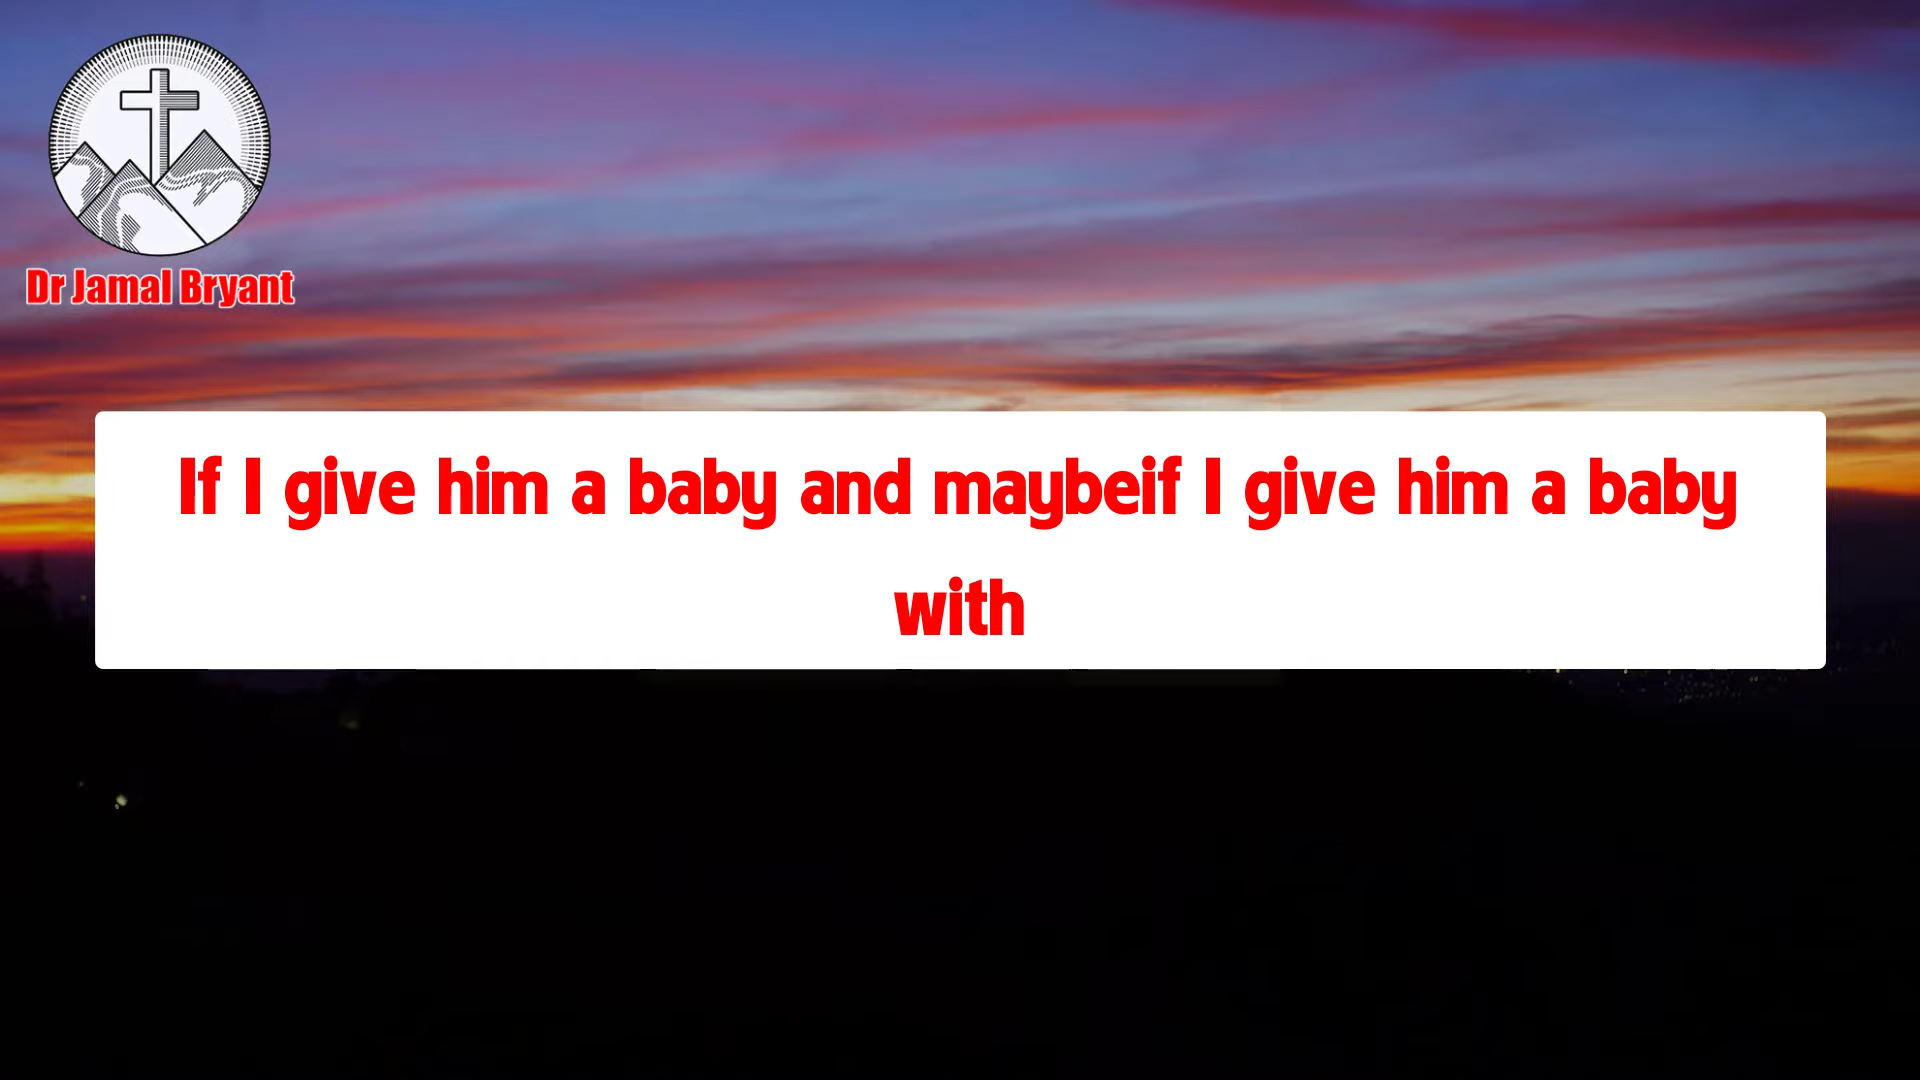 Dr Jamal Bryant
If I give him a baby and maybeif I give him a baby
with